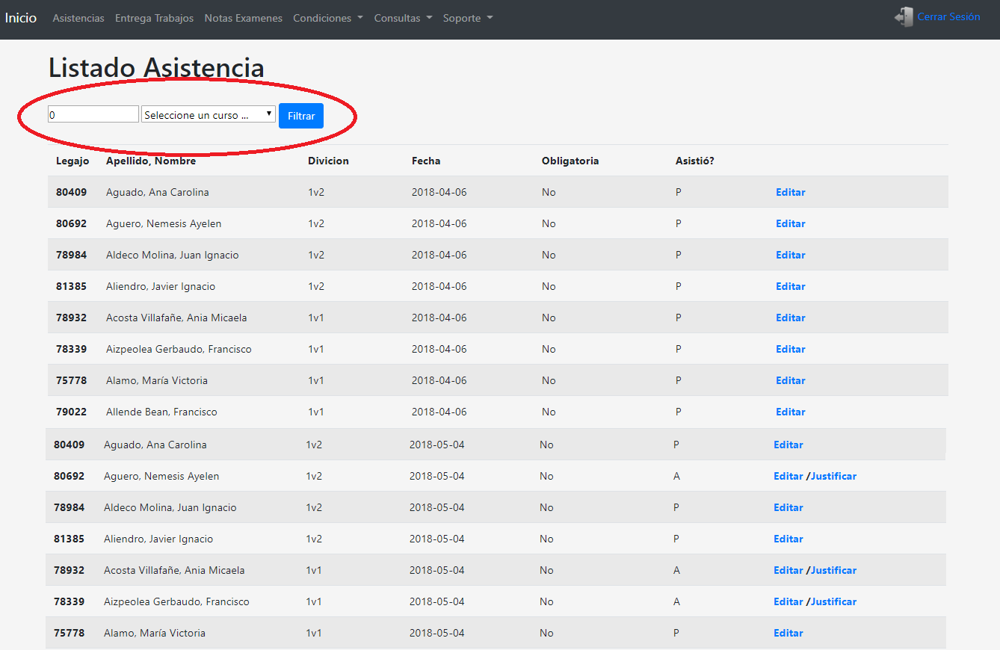 Inicio Asistencias Entrega Trabajos Notas Examenes Condiciones Consultas Soporte Cerrar Sesión
Listado Asistencia
0 Seleccione un curso ... Filtrar
Legajo Apellido, Nombre Divicion Fecha Obligatoria Asistió?
80409 Aguado, Ana Carolina 1v2 2018-04-06 No P Editar
80692 Aguero, Nemesis Ayelen 1v2 2018-04-06 No P Editar
78984 Aldeco Molina, Juan Ignacio 1v2 2018-04-06 No P Editar
81385 Aliendro, Javier Ignacio 1v2 2018-04-06 No P Editar
78932 Acosta Villafañe, Ania Micaela 1v1 2018-04-06 No P Editar
78339 Aizpeolea Gerbaudo, Francisco 1v1 2018-04-06 No P Editar
75778 Alamo, María Victoria 1v1 2018-04-06 No P Editar
79022 Allende Bean, Francisco 1v1 2018-04-06 No P Editar
80409 Aguado, Ana Carolina 1v2 2018-05-04 No P Editar
80692 Aguero, Nemesis Ayelen 1v2 2018-05-04 No A Editar /Justificar
78984 Aldeco Molina, Juan Ignacio 1v2 2018-05-04 No P Editar
81385 Aliendro, Javier Ignacio 1v2 2018-05-04 No P Editar
78932 Acosta Villafañe, Ania Micaela 1v1 2018-05-04 No A Editar /Justificar
78339 Aizpeolea Gerbaudo, Francisco 1v1 2018-05-04 No A Editar /Justificar
75778 Alamo, María Victoria 1v1 2018-05-04 No P Editar